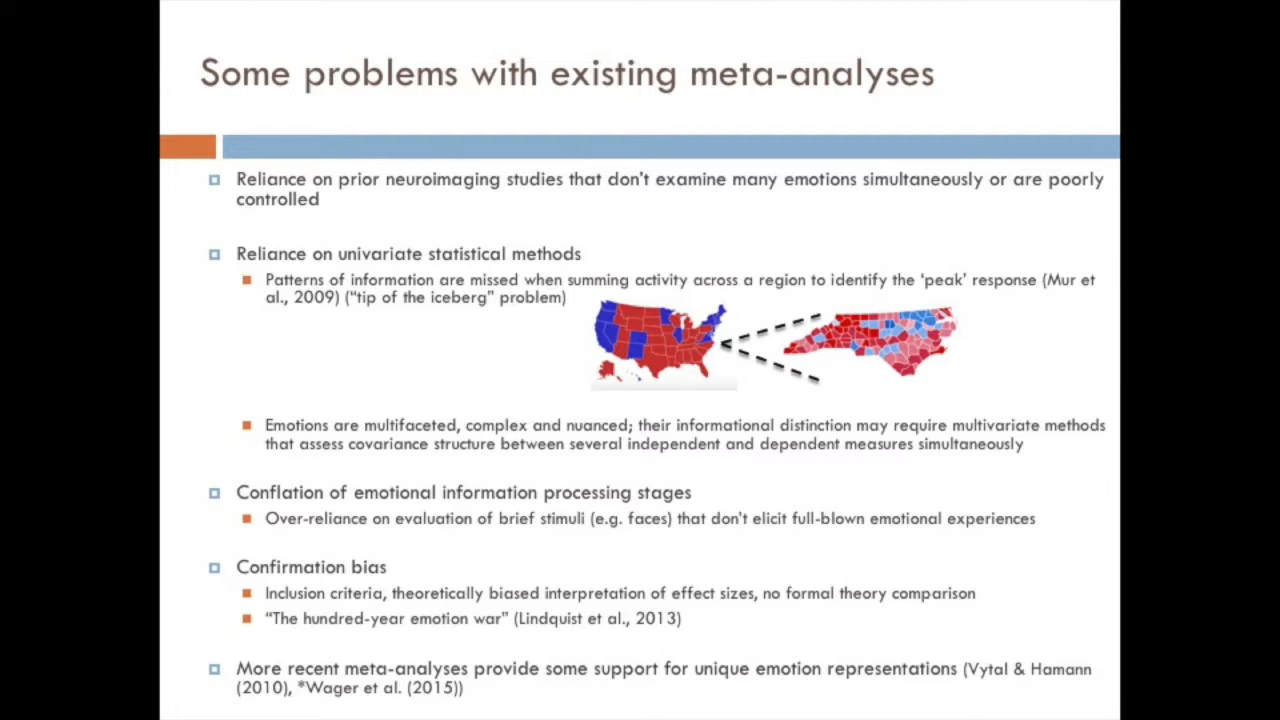 Some problems with existing meta-analyses
Reliance on prior neuroimaging studies that don't examine many emotions simultaneously or are poorly
controlled
Reliance on univariate statistical methods
Patterns of information are missed when summing activity across a region to identify the 'peak' response (Mur et
al., 2009) ("tip of the iceberg" problem)
Emotions are multifaceted, complex and nuanced; their informational distinction may require multivariate methods
that assess covariance structure between several independent and dependent measures simultaneously
Conflation of emotional information processing stages
Over-reliance on evaluation of brief stimuli (e.g. faces) that don't elicit full-blown emotional experiences
Confirmation bias
Inclusion criteria, theoretically biased interpretation of effect sizes, no formal theory comparison
"The hundred-year emotion war" (Lindquist et al., 2013)
More recent meta-analyses provide some support for unique emotion representations (Vytal & Hamann
(2010), *Wager et al. (2015))